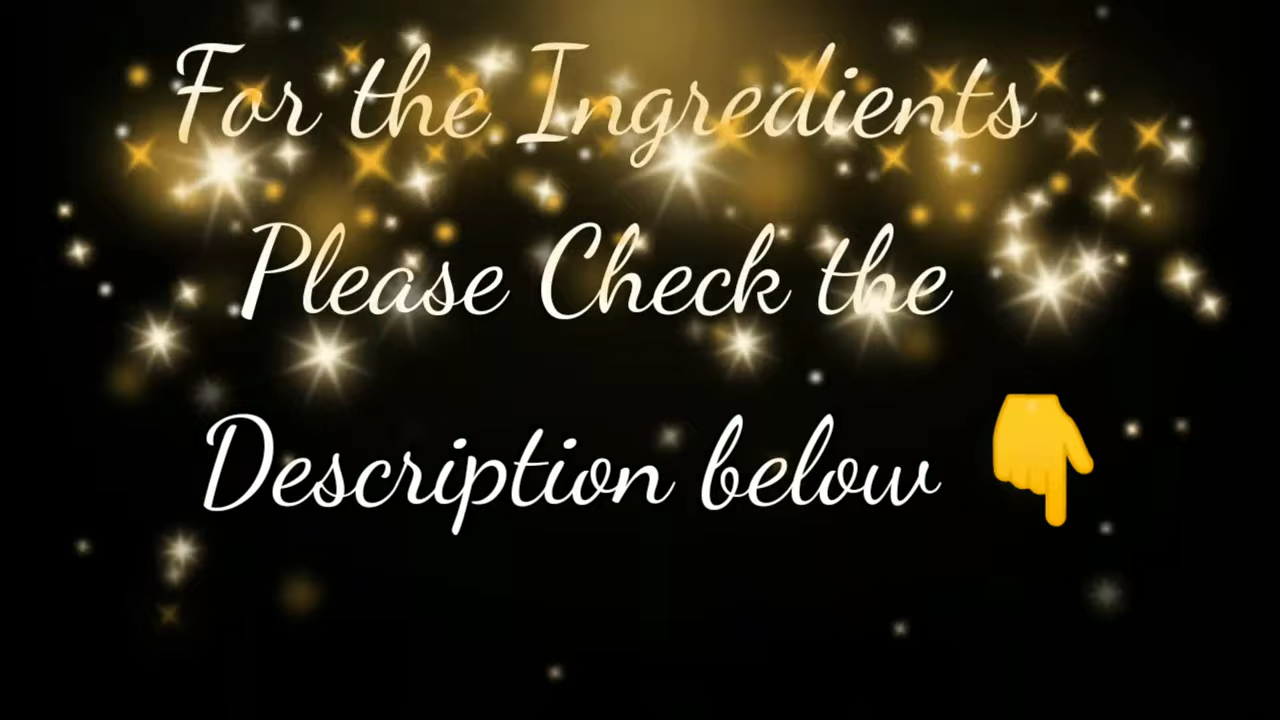 For the Ingredients
Please Check the
Description below 👇